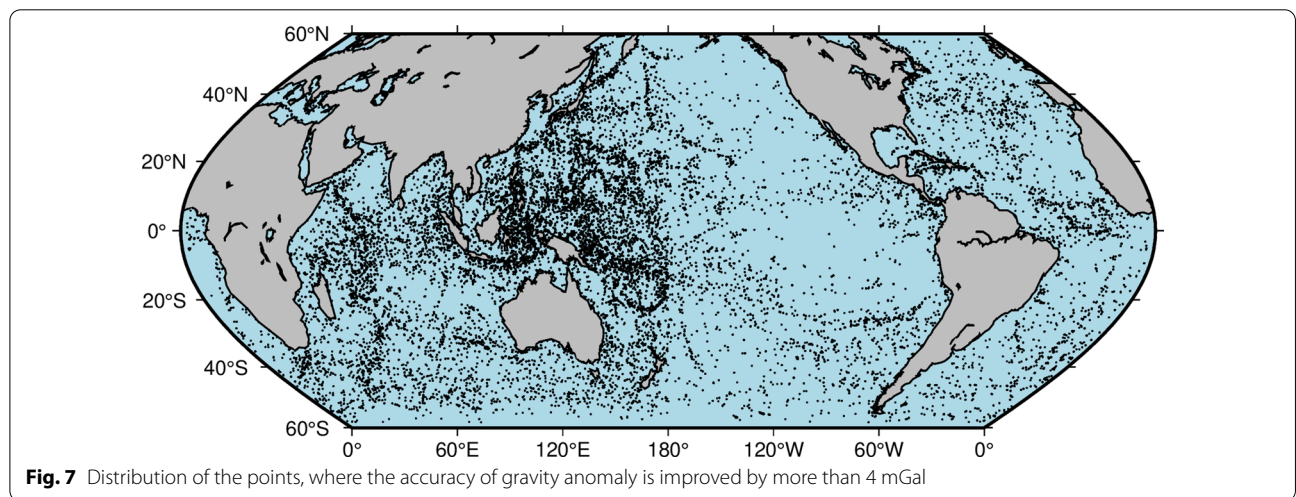 60°N
40°N
20°N
0°
20°S
40°S
60°S
0° 60°E 120°E 180° 120°W 60°W 0°
Fig. 7 Distribution of the points, where the accuracy of gravity anomaly is improved by more than 4 mGal